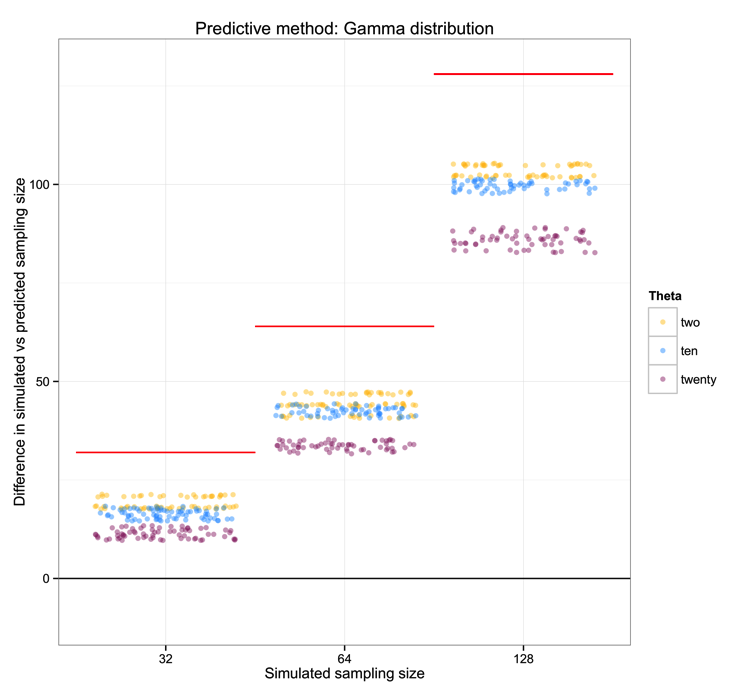 Predictive method: Gamma distribution
Difference in simulated vs predicted sampling size
100
50
0
32
64
128
Simulated sampling size
Theta
two
ten
twenty